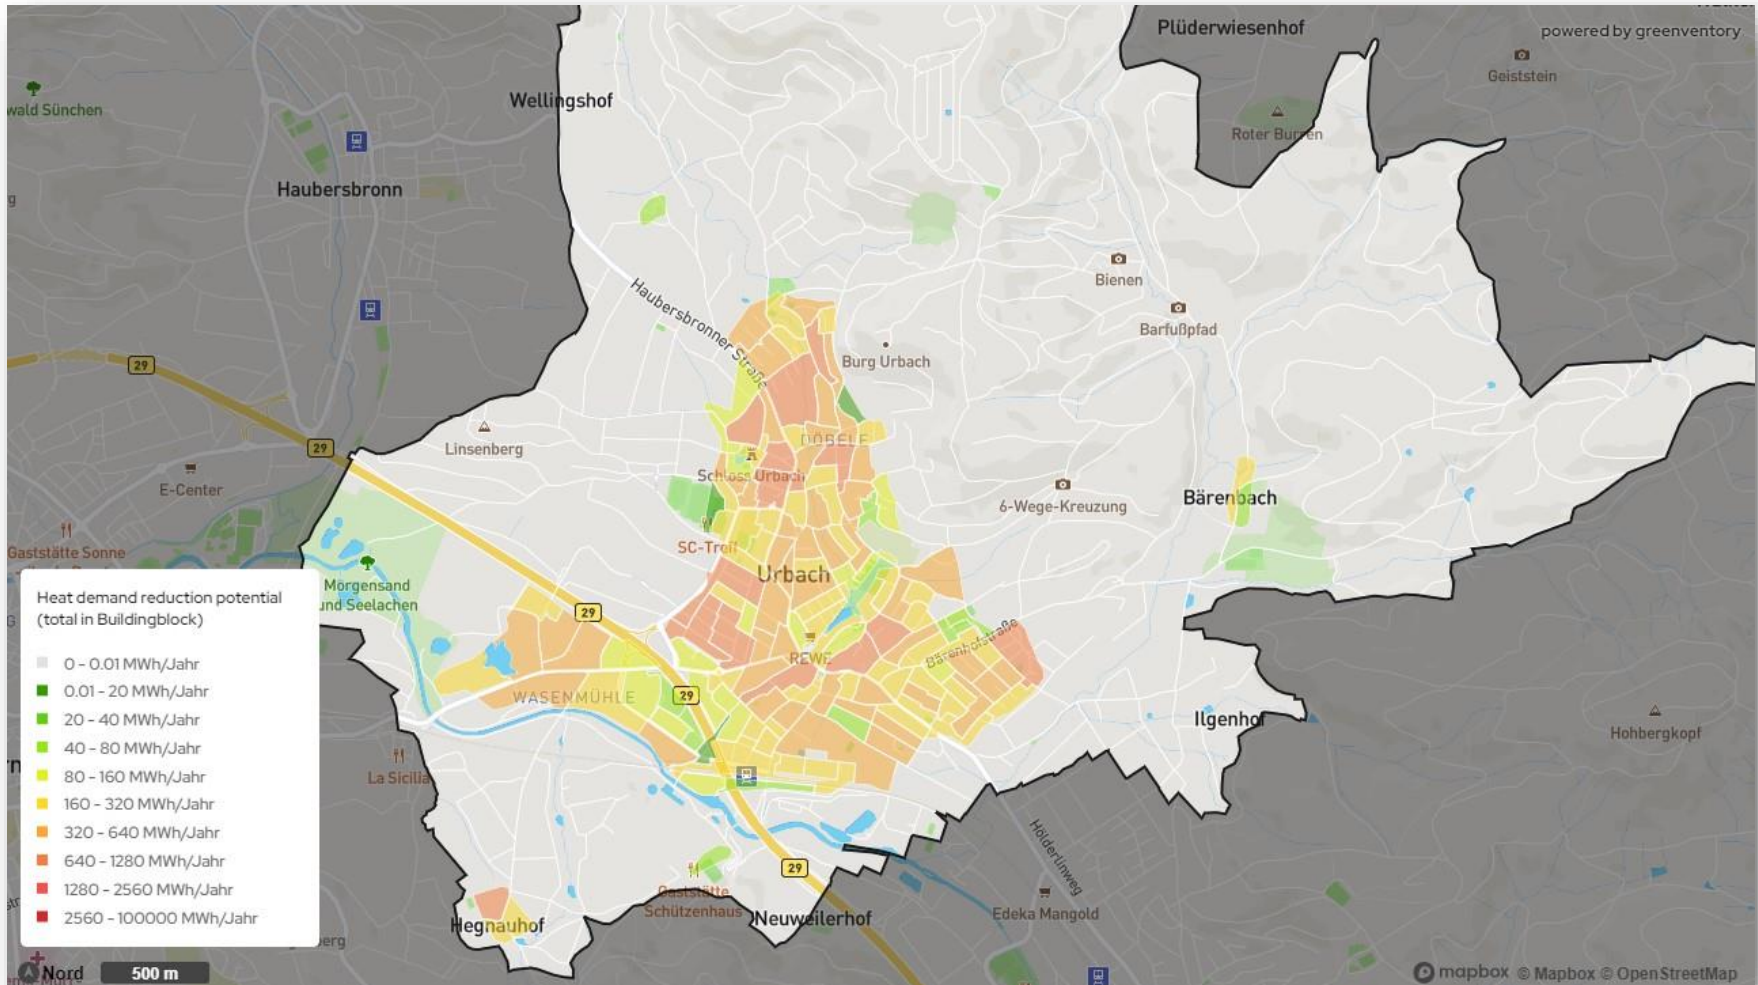 Plüderwiesenhof
powered by greenventory
Geiststein
Wellingshof
wald Sünchen
Roter Burren
Haubersbronn
Bienen
Haubersbronner Straße
Barfußpfad
Burg Urbach
29
29
Linsenberg
DÖBELE
Schloss Urbach
E-Center
6-Wege-Kreuzung
Bärenbach
Gaststätte Sonne
SC-Treff
Urbach
Morgensand
und Seelachen
29
Bärenhofstraße
REWE
WASENMÜHLE
29
Ilgenhof
Hohbergkopf
La Sicilia
Hölderlinweg
29
Gaststätte
Schützenhaus
Neuweilerhof
Edeka Mangold
Hegnauhof
berg
Heat demand reduction potential
(total in Buildingblock)
0 - 0.01 MWh/Jahr
0.01 - 20 MWh/Jahr
20 - 40 MWh/Jahr
40 - 80 MWh/Jahr
80 - 160 MWh/Jahr
160 - 320 MWh/Jahr
320 - 640 MWh/Jahr
640 - 1280 MWh/Jahr
1280 - 2560 MWh/Jahr
2560 - 100000 MWh/Jahr
Nord
500 m
mapbox © Mapbox © OpenStreetMap